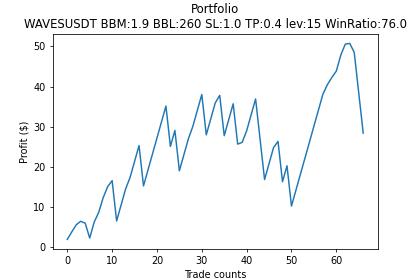 Portfolio
WAVESUSDT BBM:1.9 BBL:260 SL:1.0 TP:0.4 lev:15 WinRatio:76.0
Profit ($)
50
40
30
20
10
0
0 10 20 30 40 50 60
Trade counts